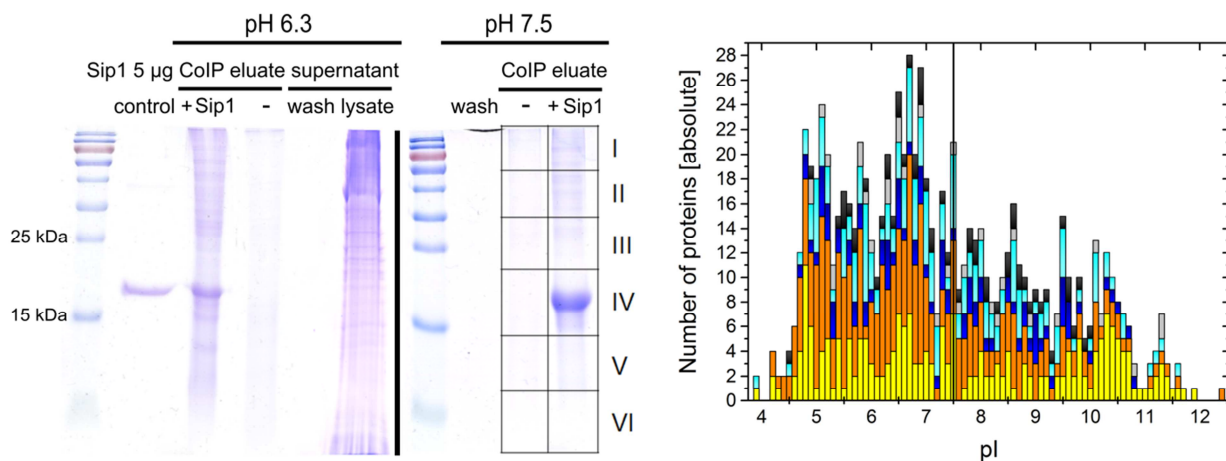 pH 6.3
pH 7.5
Sip1 5 µg CoIP eluate supernatant
CoIP eluate
control + Sip1 - wash lysate
wash - + Sip1
25 kDa
15 kDa
I
II
III
IV
V
VI
Number of proteins [absolute]
28
26
24
22
20
18
16
14
12
10
8
6
4
2
0
4 5 6 7 8 9 10 11 12
pI